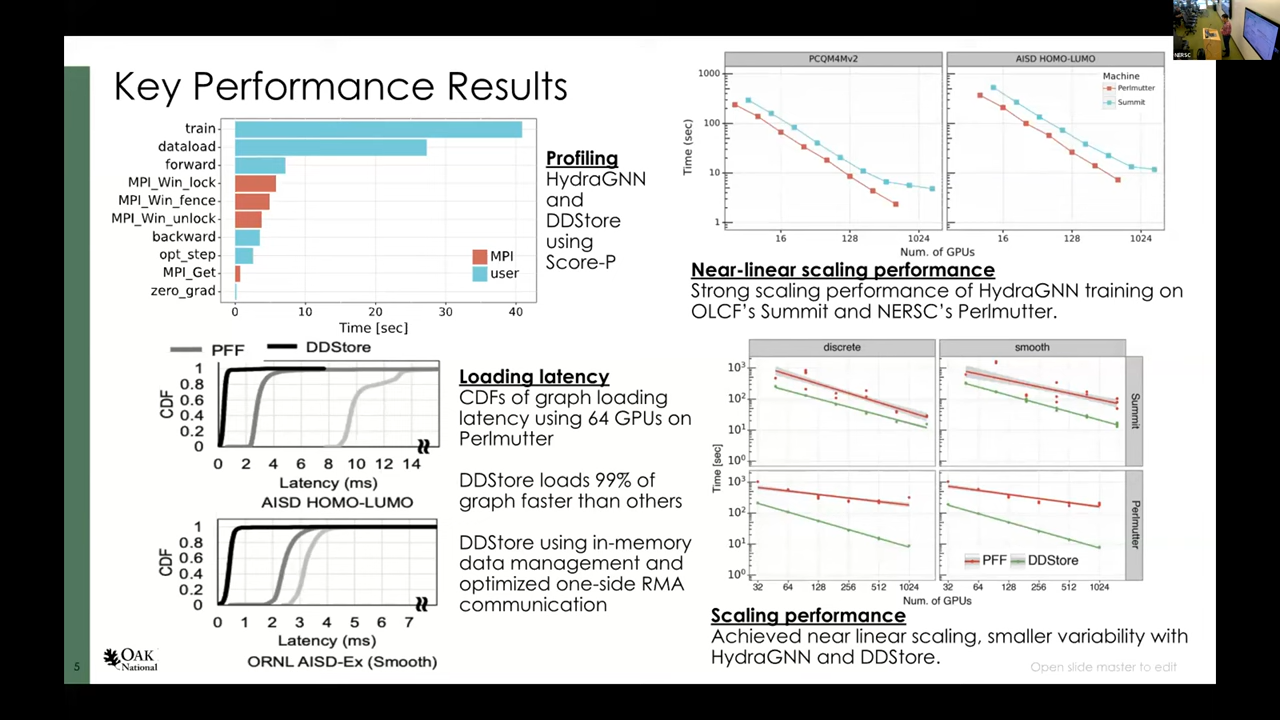 Key Performance Results
train
dataload
forward
MPI_Win_lock
MPI_Win_fence
MPI_Win_unlock
backward
opt_step
MPI_Get
zero_grad
MPI
user
0 10 20 30 40
Time [sec]
Profiling
HydraGNN
and
DDStore
using
Score-P
PFF DDStore
CDF
1
0.8
0.6
0.4
0.2
0
0 2 4 6 8 10 12 14
Latency (ms)
AISD HOMO-LUMO
CDF
1
0.8
0.6
0.4
0.2
0
0 1 2 3 4 5 6 7
Latency (ms)
ORNL AISD-Ex (Smooth)
Loading latency
CDFs of graph loading
latency using 64 GPUs on
Perlmutter
DDStore loads 99% of
graph faster than others
DDStore using in-memory
data management and
optimized one-side RMA
communication
PCQM4Mv2 AISD HOMO-LUMO
Machine
Perlmutter
Summit
Time (sec)
1000
100
10
1
16 128 1024 16 128 1024
Num. of GPUs
Near-linear scaling performance
Strong scaling performance of HydraGNN training on
OLCF's Summit and NERSC's Perlmutter.
discrete smooth
Summit
Perlmutter
Time [sec]
10³
10²
10¹
10⁰
10³
10²
10¹
10⁰
PFF DDStore
32 64 128 256 512 1024 32 64 128 256 512 1024
Num. of GPUs
Scaling performance
Achieved near linear scaling, smaller variability with
HydraGNN and DDStore.
5
OAK
National
Open slide master to edit
NERSC